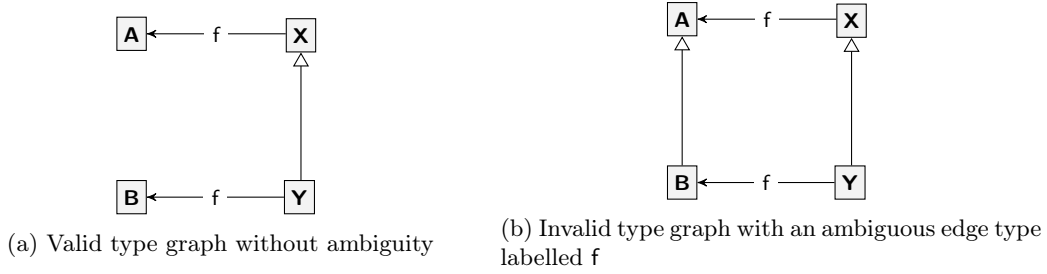 A f X
B f Y
(a) Valid type graph without ambiguity
A f X
B f Y
(b) Invalid type graph with an ambiguous edge type
labelled f